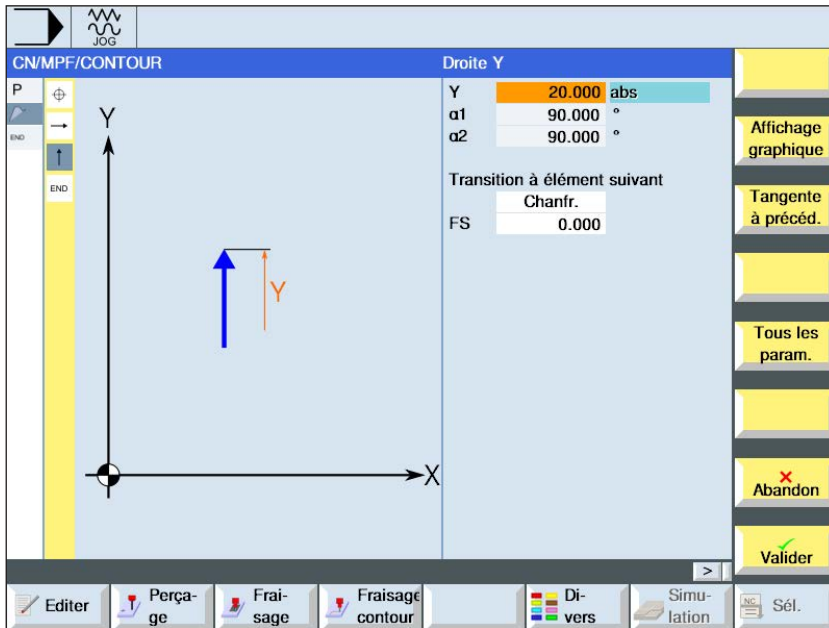 JOG
CN/MPF/CONTOUR
Droite Y
P
END
END
Y
X
Y
Y 20.000 abs
α1 90.000 °
α2 90.000 °
Transition à élément suivant
Chanfr.
FS 0.000
Affichage
graphique
Tangente
à précéd.
Tous les
param.
Abandon
Valider
>
Editer
Perça-
ge
Frai-
sage
Fraisage
contour
Di-
vers
Simu-
lation
NC
Sél.